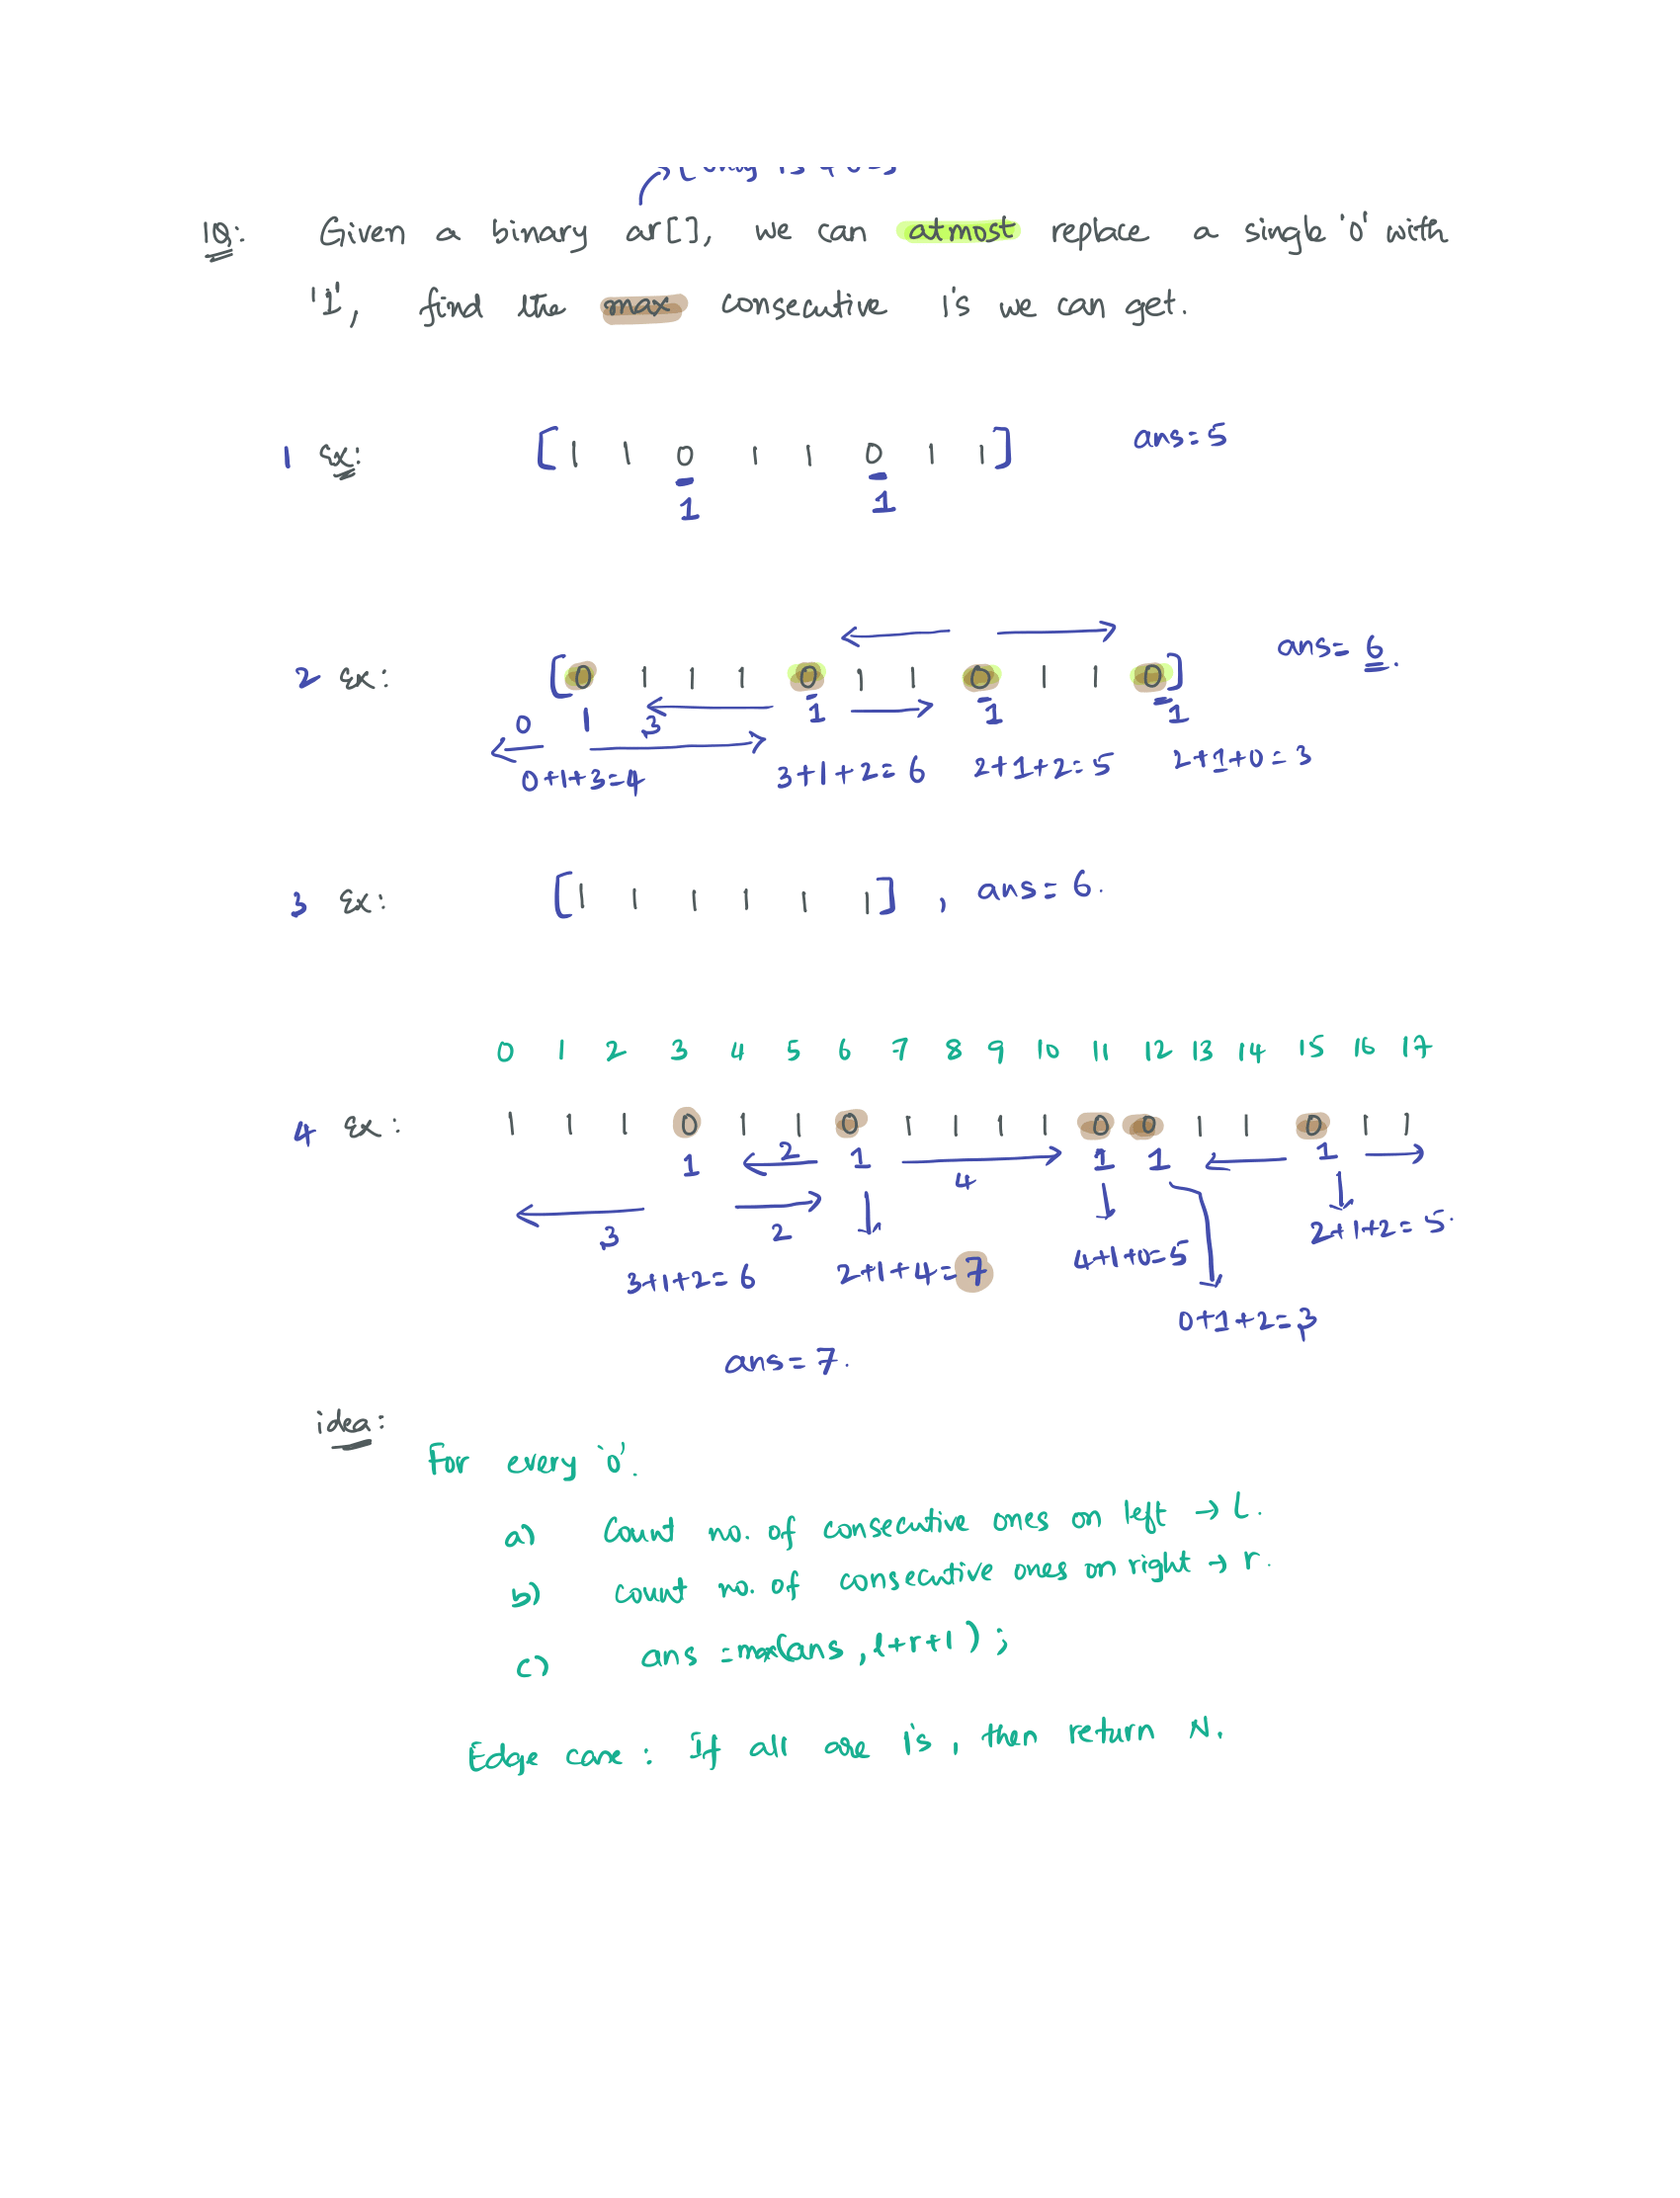 1Q: Given a binary ar[], we can atmost replace a single '0' with
'1', find the max consecutive 1's we can get.
1 Ex: [1 1 0 1 1 0 1 1] ans=5
1 1
2 Ex: [0 1 1 1 0 1 1 0 1 1 0] ans=6.
0 1 3 1 1 1
0+1+3=4 3+1+2=6 2+1+2=5 2+1+0=3
3 Ex: [1 1 1 1 1 1], ans=6.
0 1 2 3 4 5 6 7 8 9 10 11 12 13 14 15 16 17
4 Ex: 1 1 1 0 1 1 0 1 1 1 1 0 0 1 1 0 1 1
1 2 1 4 1 1 1
3 2
3+1+2=6 2+1+4=7 4+1+0=5 2+1+2=5.
0+1+2=3
ans=7.
idea:
For every '0'.
a) Count no. of consecutive ones on left → l.
b) count no. of consecutive ones on right → r.
c) ans =max(ans, l+r+1);
Edge case: If all are 1's, then return N.